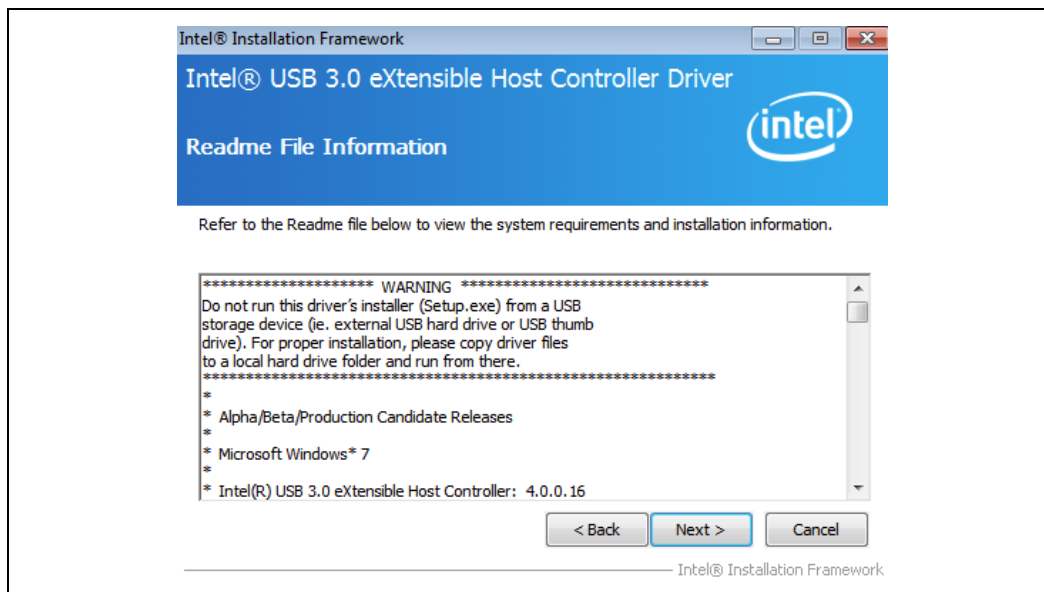 Intel® Installation Framework
Intel® USB 3.0 eXtensible Host Controller Driver
intel
Readme File Information
Refer to the Readme file below to view the system requirements and installation information.
******************** WARNING *****************************
Do not run this driver's installer (Setup.exe) from a USB
storage device (ie. external USB hard drive or USB thumb
drive). For proper installation, please copy driver files
to a local hard drive folder and run from there.
************************************************************
*
* Alpha/Beta/Production Candidate Releases
*
* Microsoft Windows* 7
*
* Intel(R) USB 3.0 eXtensible Host Controller: 4.0.0.16
< Back
Next >
Cancel
Intel® Installation Framework